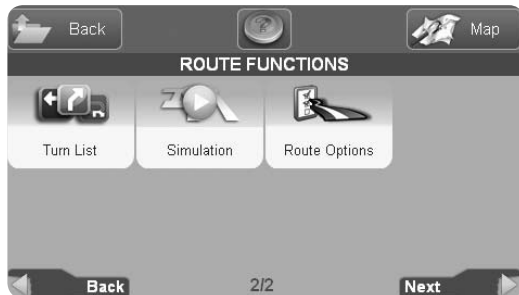 Back ? Map
ROUTE FUNCTIONS
Turn List Simulation Route Options
Back 2/2 Next